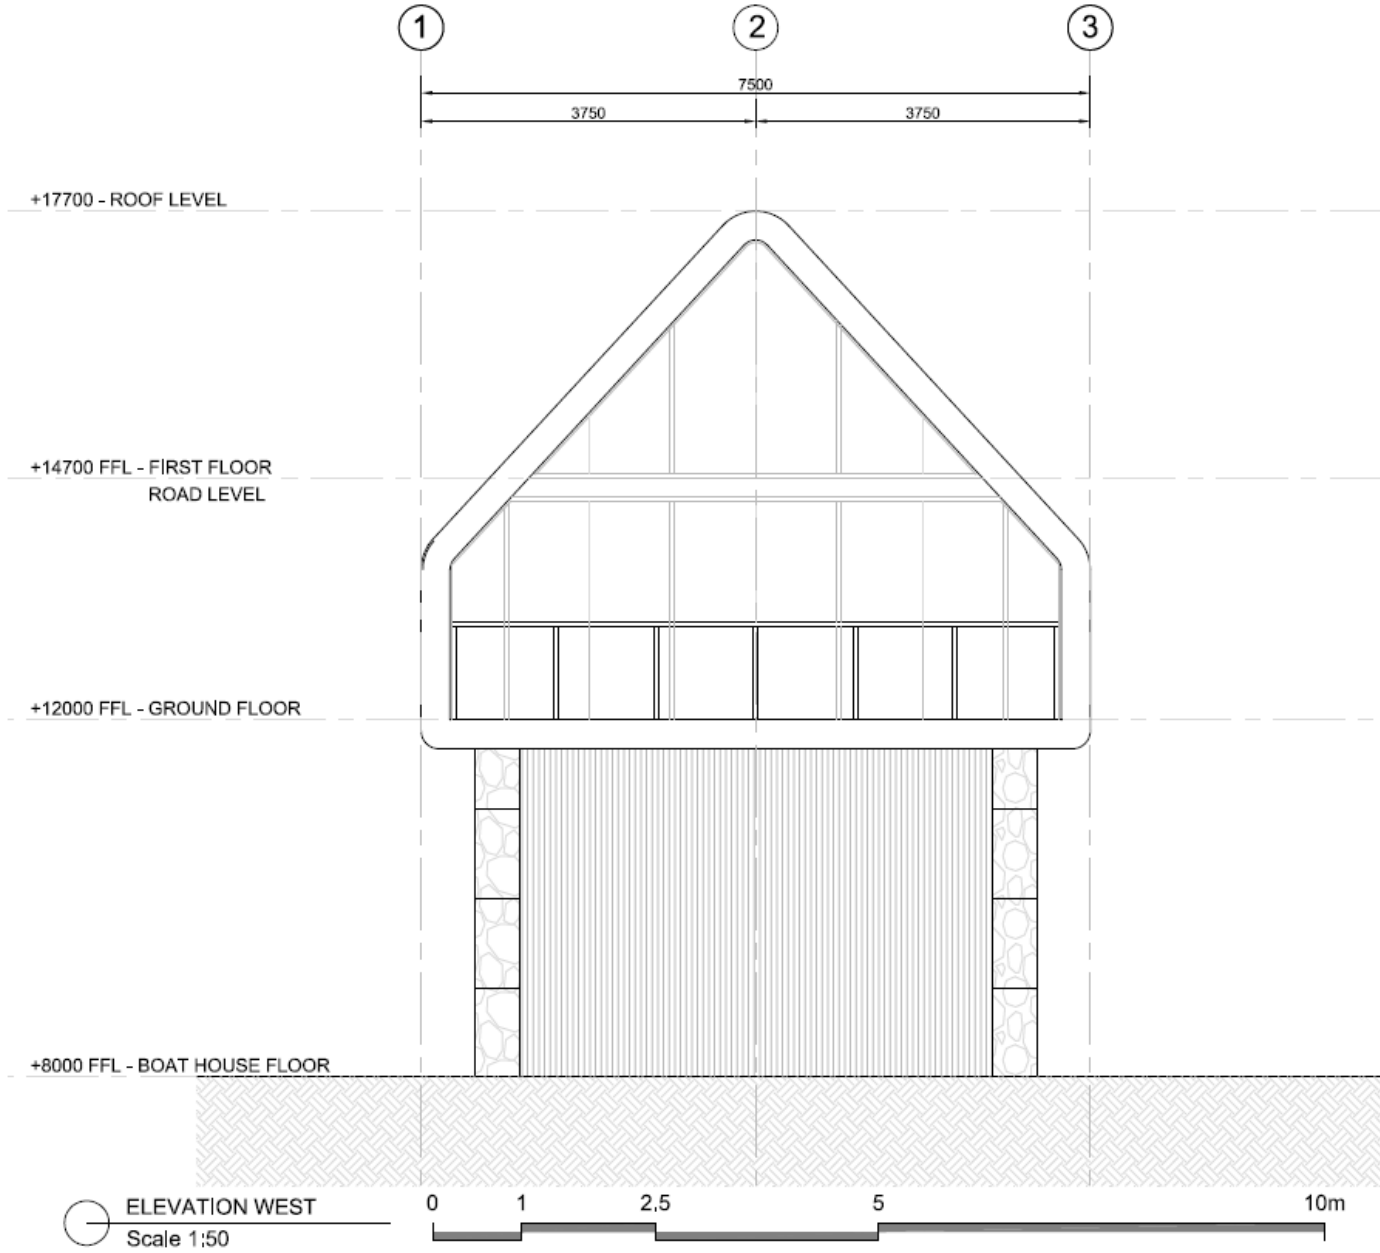 1 2 3
7500
3750 3750
+17700 - ROOF LEVEL
+14700 FFL - FIRST FLOOR
ROAD LEVEL
+12000 FFL - GROUND FLOOR
+8000 FFL - BOAT HOUSE FLOOR
ELEVATION WEST
Scale 1:50
0 1 2,5 5 10m